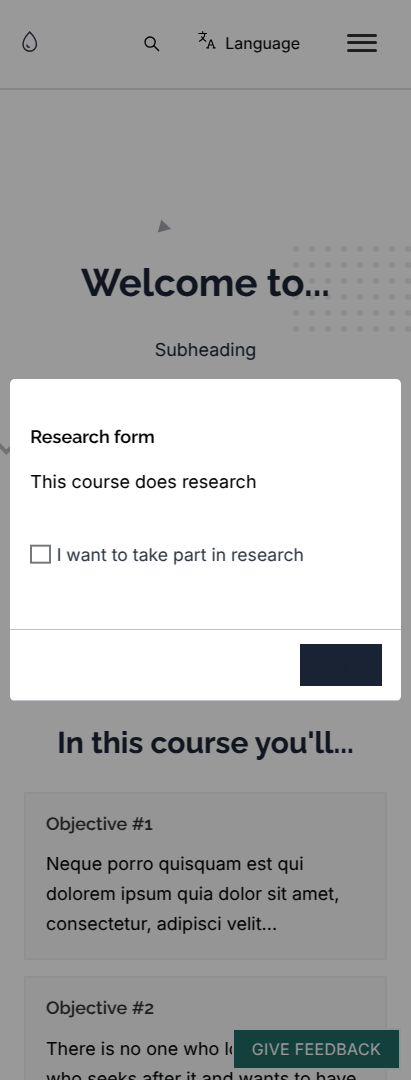 Language
Welcome to...
Subheading
Research form
This course does research
I want to take part in research
In this course you'll...
Objective #1
Neque porro quisquam est qui
dolorem ipsum quia dolor sit amet,
consectetur, adipisci velit...
Objective #2
There is no one who
GIVE FEEDBACK
who seeks after it and wants to have